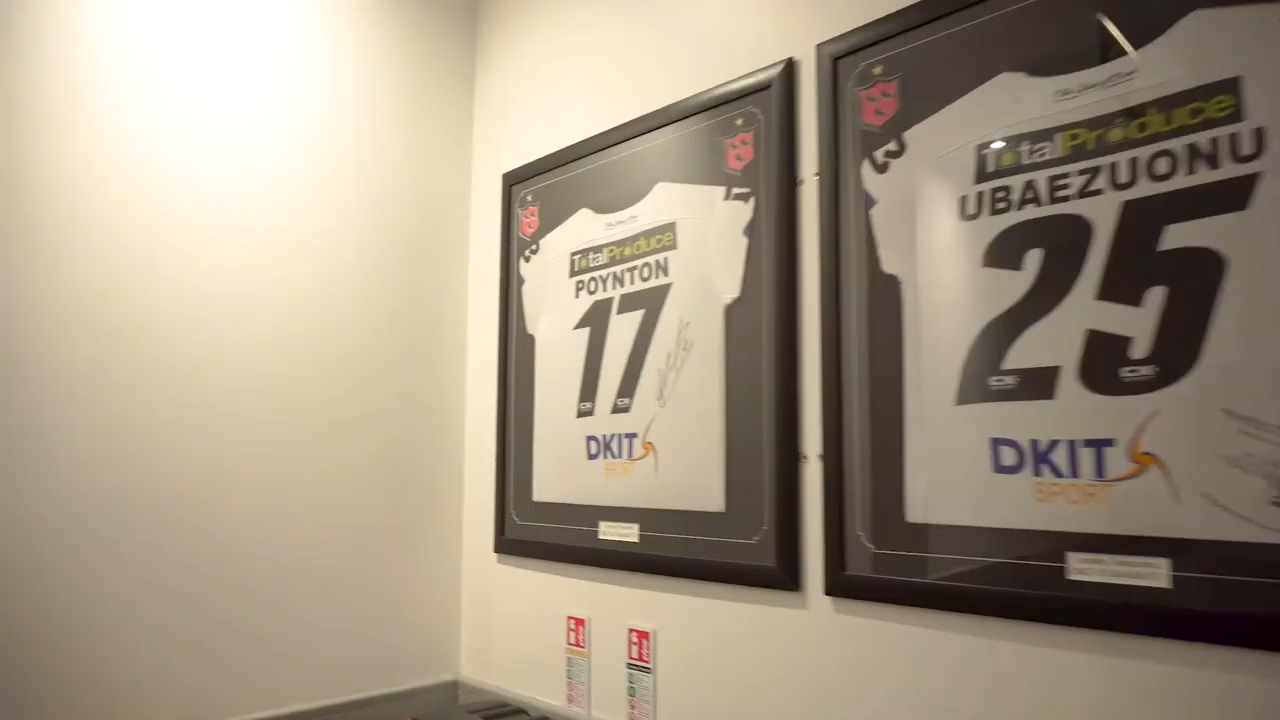 TotalProduce
POYNTON
17
DKIT
SPORT
TotalProduce
UBAEZUONU
25
DKIT
SPORT